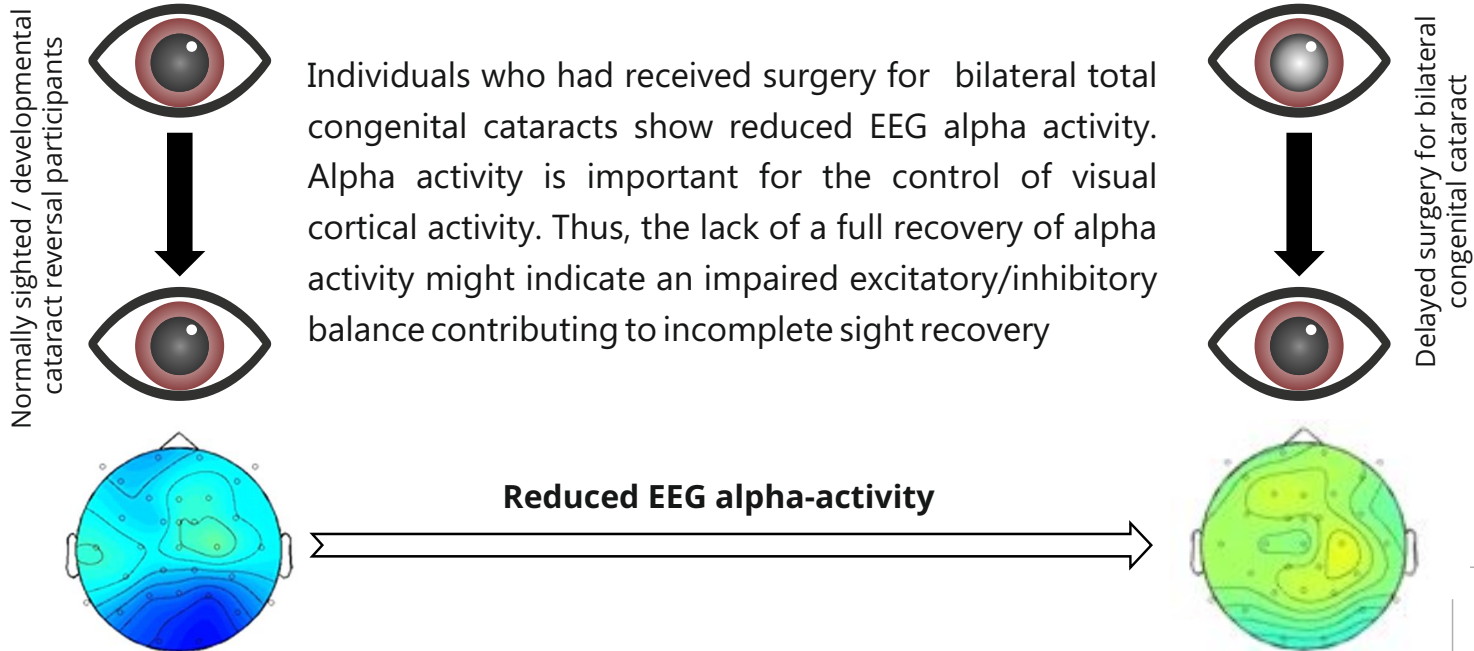 Normally sighted / developmental
cataract reversal participants
Individuals who had received surgery for bilateral total
congenital cataracts show reduced EEG alpha activity.
Alpha activity is important for the control of visual
cortical activity. Thus, the lack of a full recovery of alpha
activity might indicate an impaired excitatory/inhibitory
balance contributing to incomplete sight recovery
Delayed surgery for bilateral
congenital cataract
Reduced EEG alpha-activity